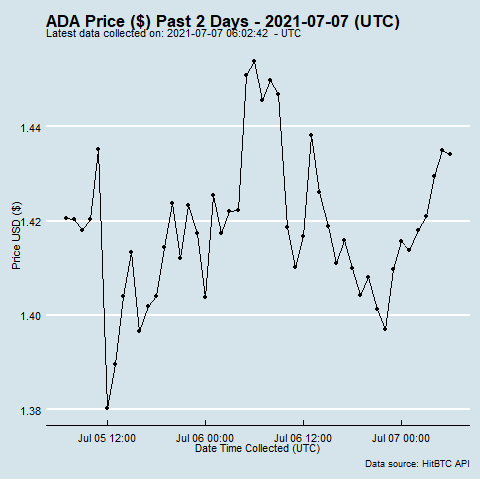 ADA Price ($) Past 2 Days - 2021-07-07 (UTC)
Latest data collected on: 2021-07-07 06:02:42 - UTC
Price USD ($)
1.44
1.42
1.40
1.38
Jul 05 12:00 Jul 06 00:00 Jul 06 12:00 Jul 07 00:00
Date Time Collected (UTC)
Data source: HitBTC API